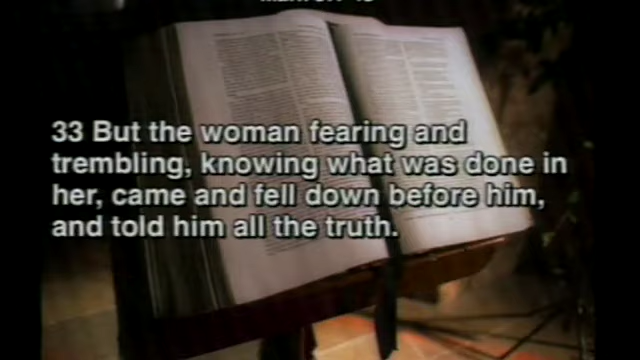 33 But the woman fearing and
trembling, knowing what was done in
her, came and fell down before him,
and told him all the truth.